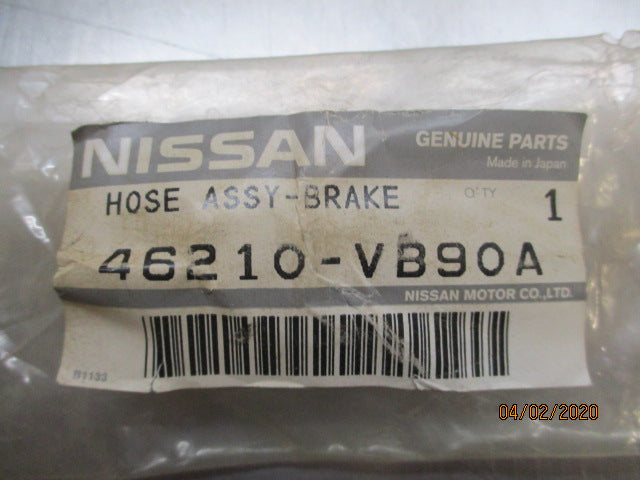 NISSAN GENUINE PARTS
Made in Japan
HOSE ASSY-BRAKE Q'TY 1
46210-VB90A
NISSAN MOTOR CO.,LTD.
B1133
04/02/2020